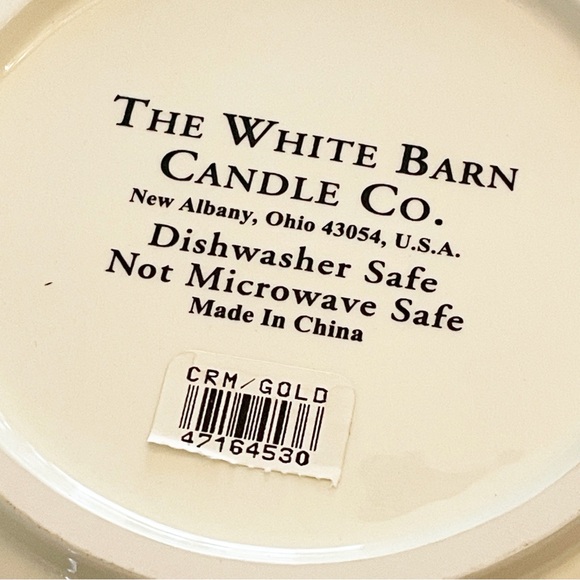 THE WHITE BARN
CANDLE CO.
New Albany, Ohio 43054, U.S.A.
Dishwasher Safe
Not Microwave Safe
Made In China
CRM/GOLD
47164530